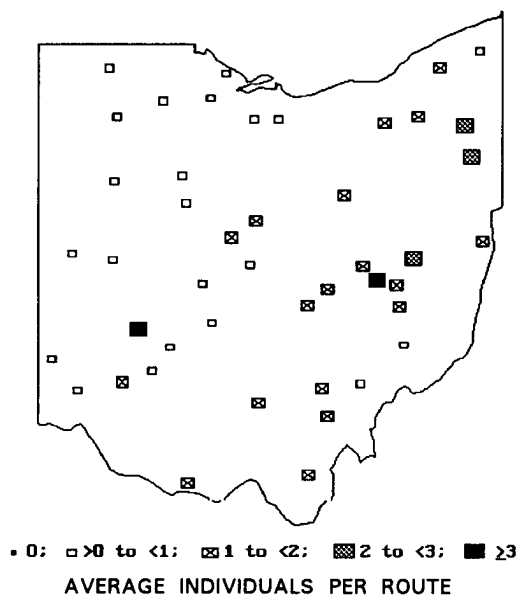 0; >0 to <1; 1 to <2; 2 to <3; ≥3
AVERAGE INDIVIDUALS PER ROUTE